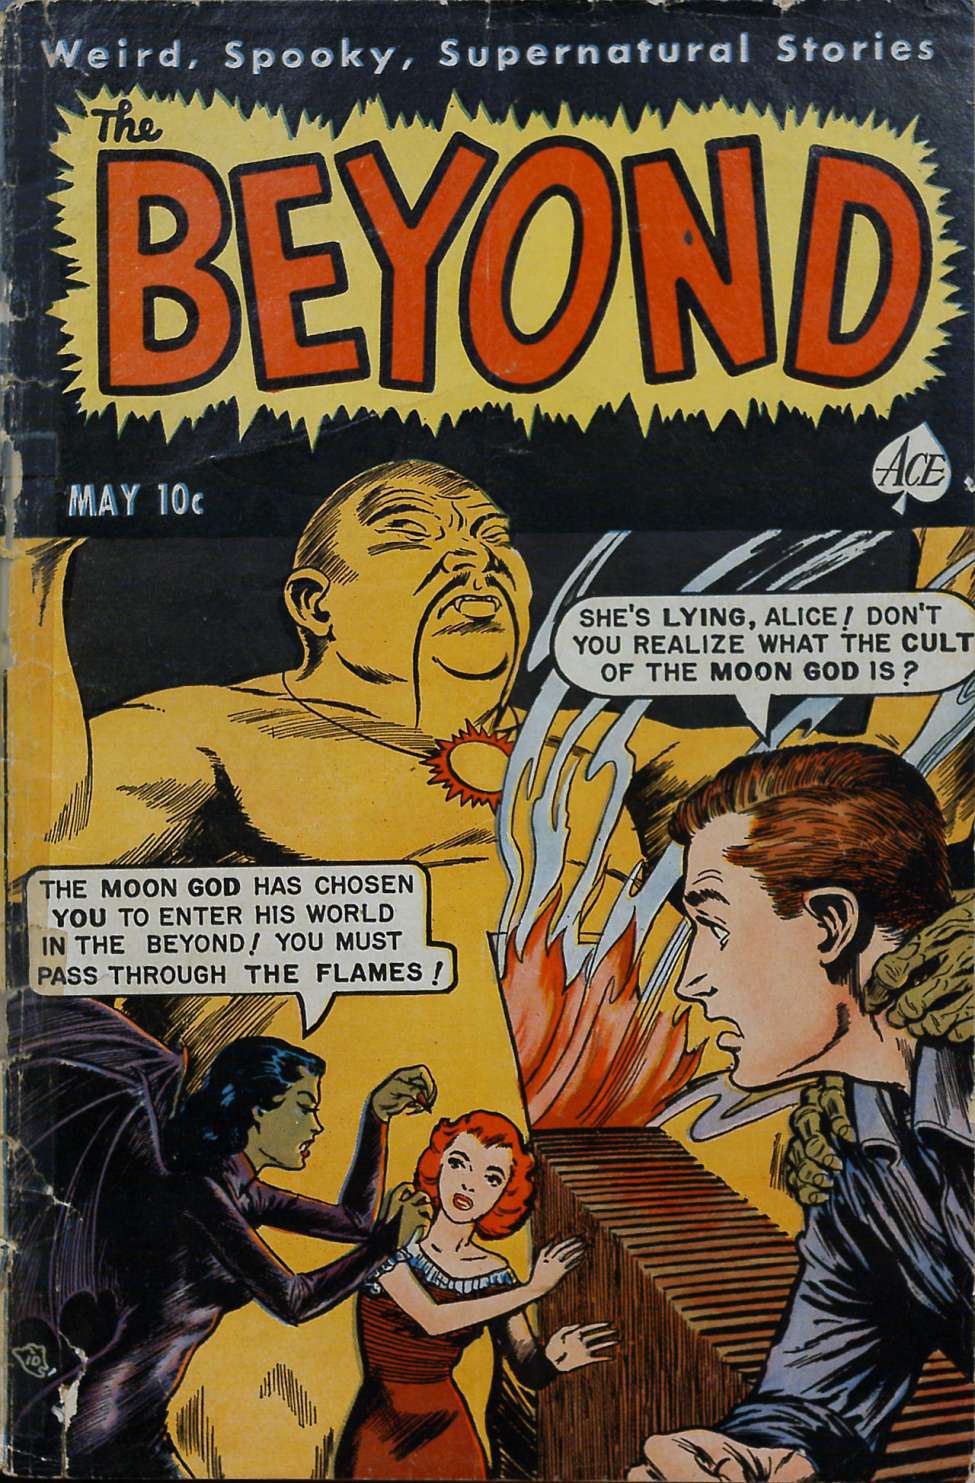 Weird, Spooky, Supernatural Stories
The
BEYOND
MAY 10c
ACE
SHE'S LYING, ALICE! DON'T
YOU REALIZE WHAT THE CULT
OF THE MOON GOD IS?
THE MOON GOD HAS CHOSEN
YOU TO ENTER HIS WORLD
IN THE BEYOND! YOU MUST
PASS THROUGH THE FLAMES!
10